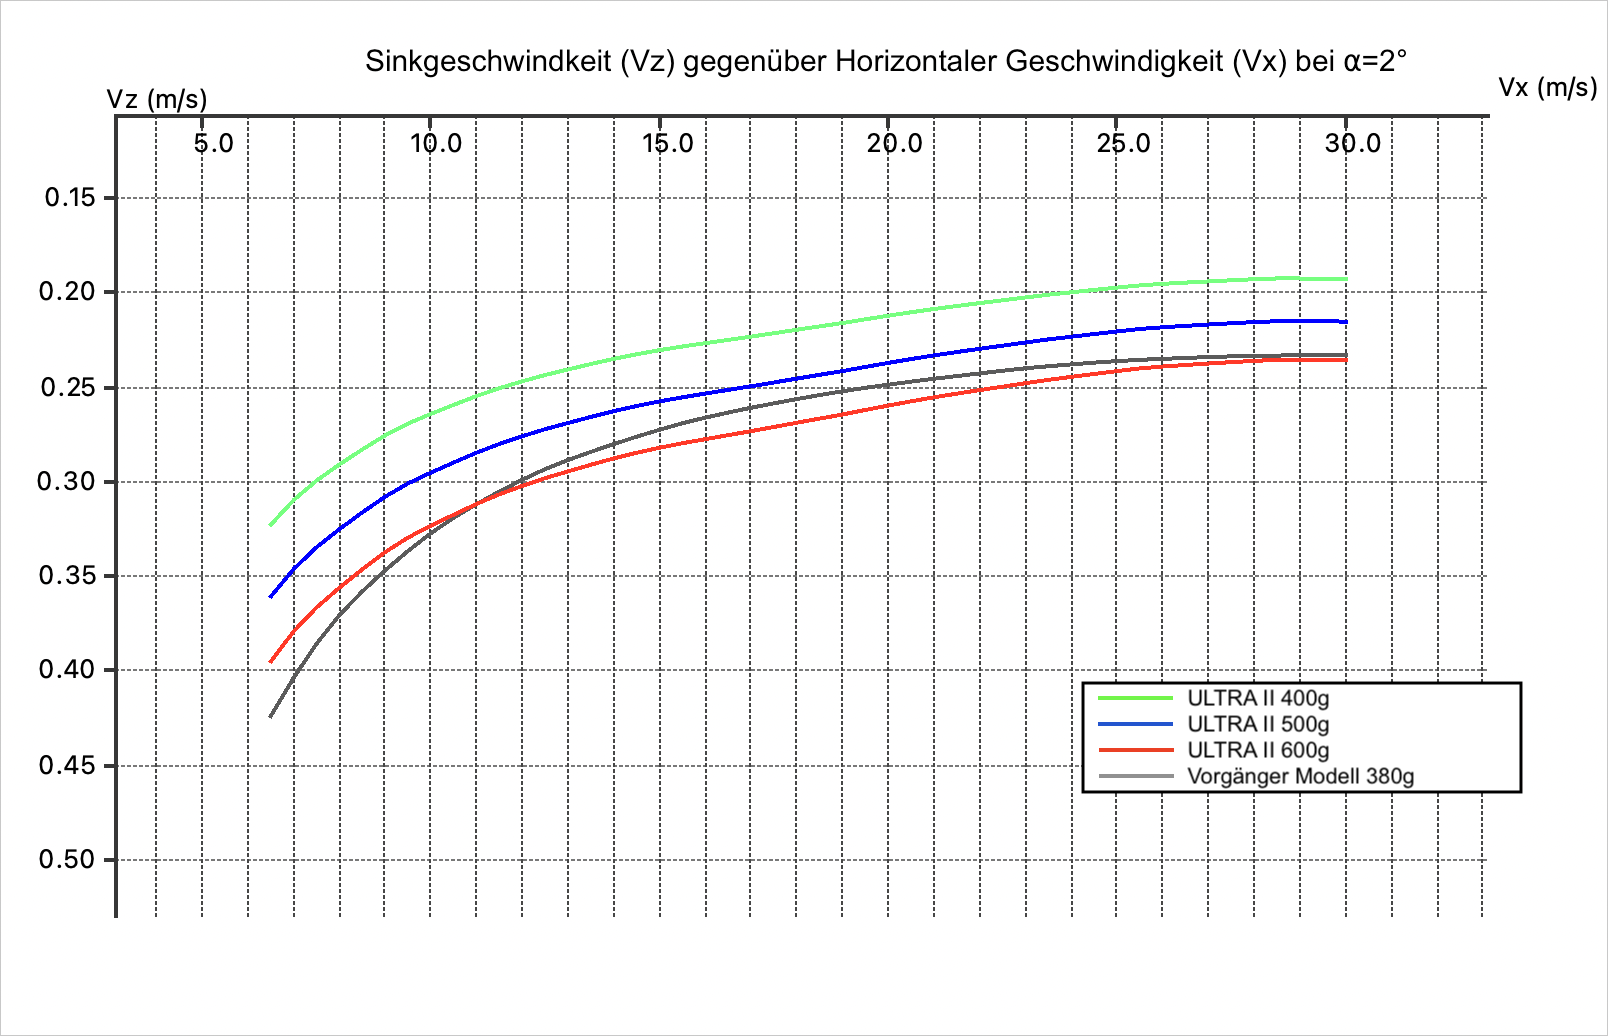 Sinkgeschwindkeit (Vz) gegenüber Horizontaler Geschwindigkeit (Vx) bei α=2°
Vz (m/s)
Vx (m/s)
5.0 10.0 15.0 20.0 25.0 30.0
0.15
0.20
0.25
0.30
0.35
0.40
0.45
0.50
ULTRA II 400g
ULTRA II 500g
ULTRA II 600g
Vorgänger Modell 380g